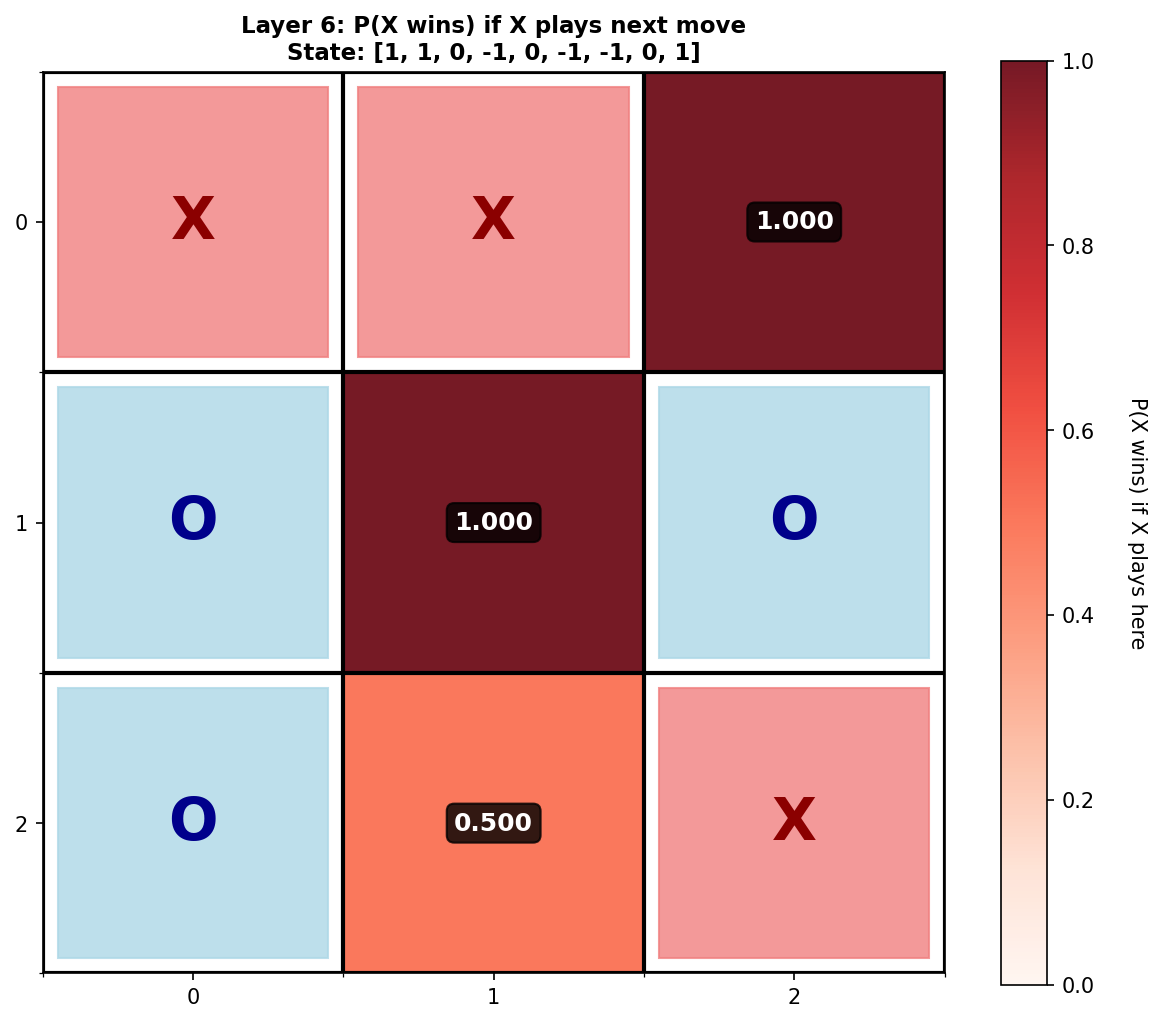 Layer 6: P(X wins) if X plays next move
State: [1, 1, 0, -1, 0, -1, -1, 0, 1]
1.0
0.8
0.6
0.4
0.2
0.0
P(X wins) if X plays here
0
X
X
1.000
1
O
1.000
O
2
O
0.500
X
0
1
2